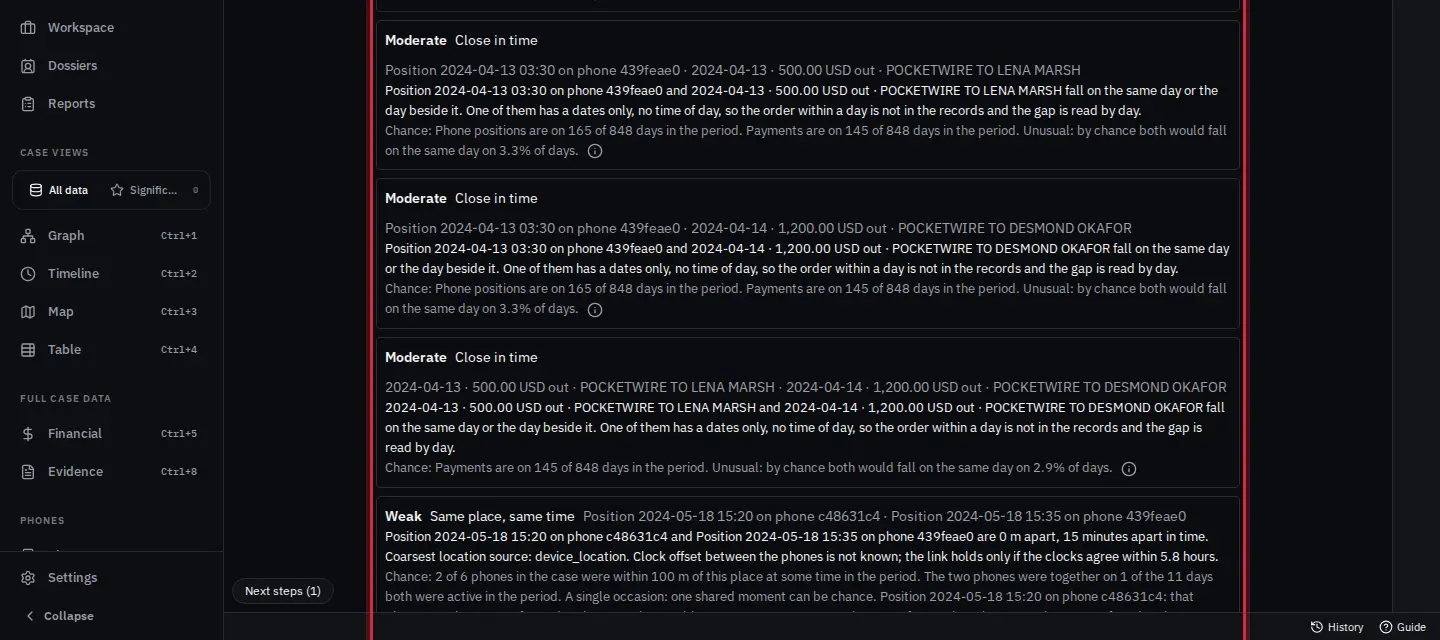 Workspace
Dossiers
Reports
CASE VIEWS
All data
Signific...
0
Graph Ctrl+1
Timeline Ctrl+2
Map Ctrl+3
Table Ctrl+4
FULL CASE DATA
Financial Ctrl+5
Evidence Ctrl+8
PHONES
Settings
Collapse
Next steps (1)
Moderate Close in time
Position 2024-04-13 03:30 on phone 439feae0 · 2024-04-13 · 500.00 USD out · POCKETWIRE TO LENA MARSH
Position 2024-04-13 03:30 on phone 439feae0 and 2024-04-13 · 500.00 USD out · POCKETWIRE TO LENA MARSH fall on the same day or the
day beside it. One of them has a dates only, no time of day, so the order within a day is not in the records and the gap is read by day.
Chance: Phone positions are on 165 of 848 days in the period. Payments are on 145 of 848 days in the period. Unusual: by chance both would fall
on the same day on 3.3% of days.
Moderate Close in time
Position 2024-04-13 03:30 on phone 439feae0 · 2024-04-14 · 1,200.00 USD out · POCKETWIRE TO DESMOND OKAFOR
Position 2024-04-13 03:30 on phone 439feae0 and 2024-04-14 · 1,200.00 USD out · POCKETWIRE TO DESMOND OKAFOR fall on the same day
or the day beside it. One of them has a dates only, no time of day, so the order within a day is not in the records and the gap is read by day.
Chance: Phone positions are on 165 of 848 days in the period. Payments are on 145 of 848 days in the period. Unusual: by chance both would fall
on the same day on 3.3% of days.
Moderate Close in time
2024-04-13 · 500.00 USD out · POCKETWIRE TO LENA MARSH · 2024-04-14 · 1,200.00 USD out · POCKETWIRE TO DESMOND OKAFOR
2024-04-13 · 500.00 USD out · POCKETWIRE TO LENA MARSH and 2024-04-14 · 1,200.00 USD out · POCKETWIRE TO DESMOND OKAFOR fall
on the same day or the day beside it. One of them has a dates only, no time of day, so the order within a day is not in the records and the gap is
read by day.
Chance: Payments are on 145 of 848 days in the period. Unusual: by chance both would fall on the same day on 2.9% of days.
Weak Same place, same time Position 2024-05-18 15:20 on phone c48631c4 · Position 2024-05-18 15:35 on phone 439feae0
Position 2024-05-18 15:20 on phone c48631c4 and Position 2024-05-18 15:35 on phone 439feae0 are 0 m apart, 15 minutes apart in time.
Coarsest location source: device_location. Clock offset between the phones is not known; the link holds only if the clocks agree within 5.8 hours.
Chance: 2 of 6 phones in the case were within 100 m of this place at some time in the period. The two phones were together on 1 of the 11 days
both were active in the period. A single occasion: one shared moment can be chance. Position 2024-05-18 15:20 on phone c48631c4: that
History
Guide